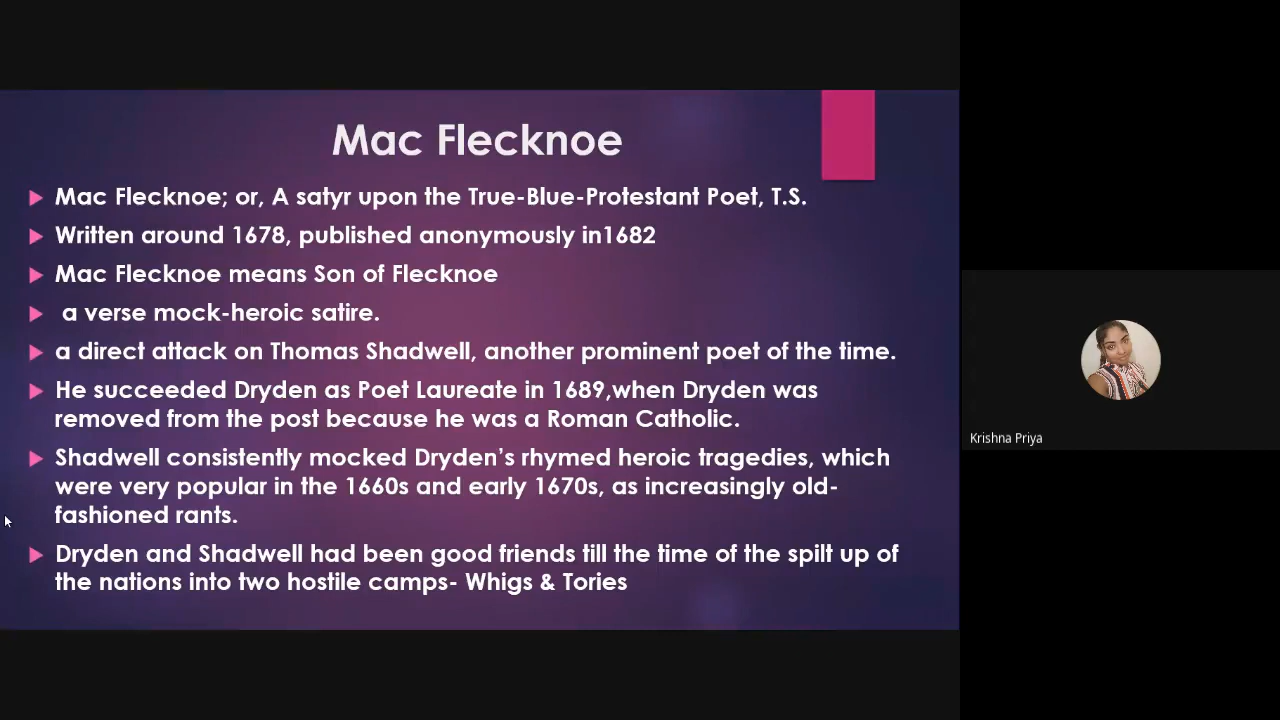 Mac Flecknoe
Mac Flecknoe; or, A satyr upon the True-Blue-Protestant Poet, T.S.
Written around 1678, published anonymously in1682
Mac Flecknoe means Son of Flecknoe
a verse mock-heroic satire.
a direct attack on Thomas Shadwell, another prominent poet of the time.
He succeeded Dryden as Poet Laureate in 1689,when Dryden was
removed from the post because he was a Roman Catholic.
Shadwell consistently mocked Dryden's rhymed heroic tragedies, which
were very popular in the 1660s and early 1670s, as increasingly old-
fashioned rants.
Dryden and Shadwell had been good friends till the time of the spilt up of
the nations into two hostile camps- Whigs & Tories
Krishna Priya